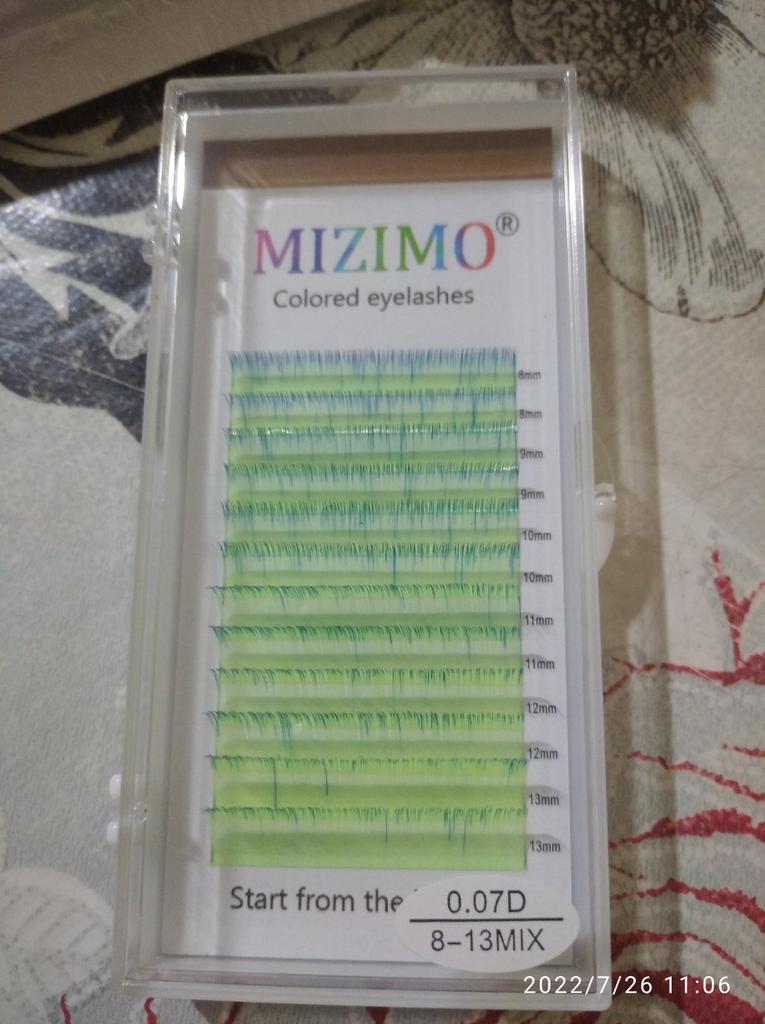 MIZIMO®
Colored eyelashes
8mm
8mm
9mm
9mm
10mm
10mm
11mm
11mm
12mm
12mm
13mm
13mm
Start from the
0.07D
8-13MIX
2022/7/26 11:06